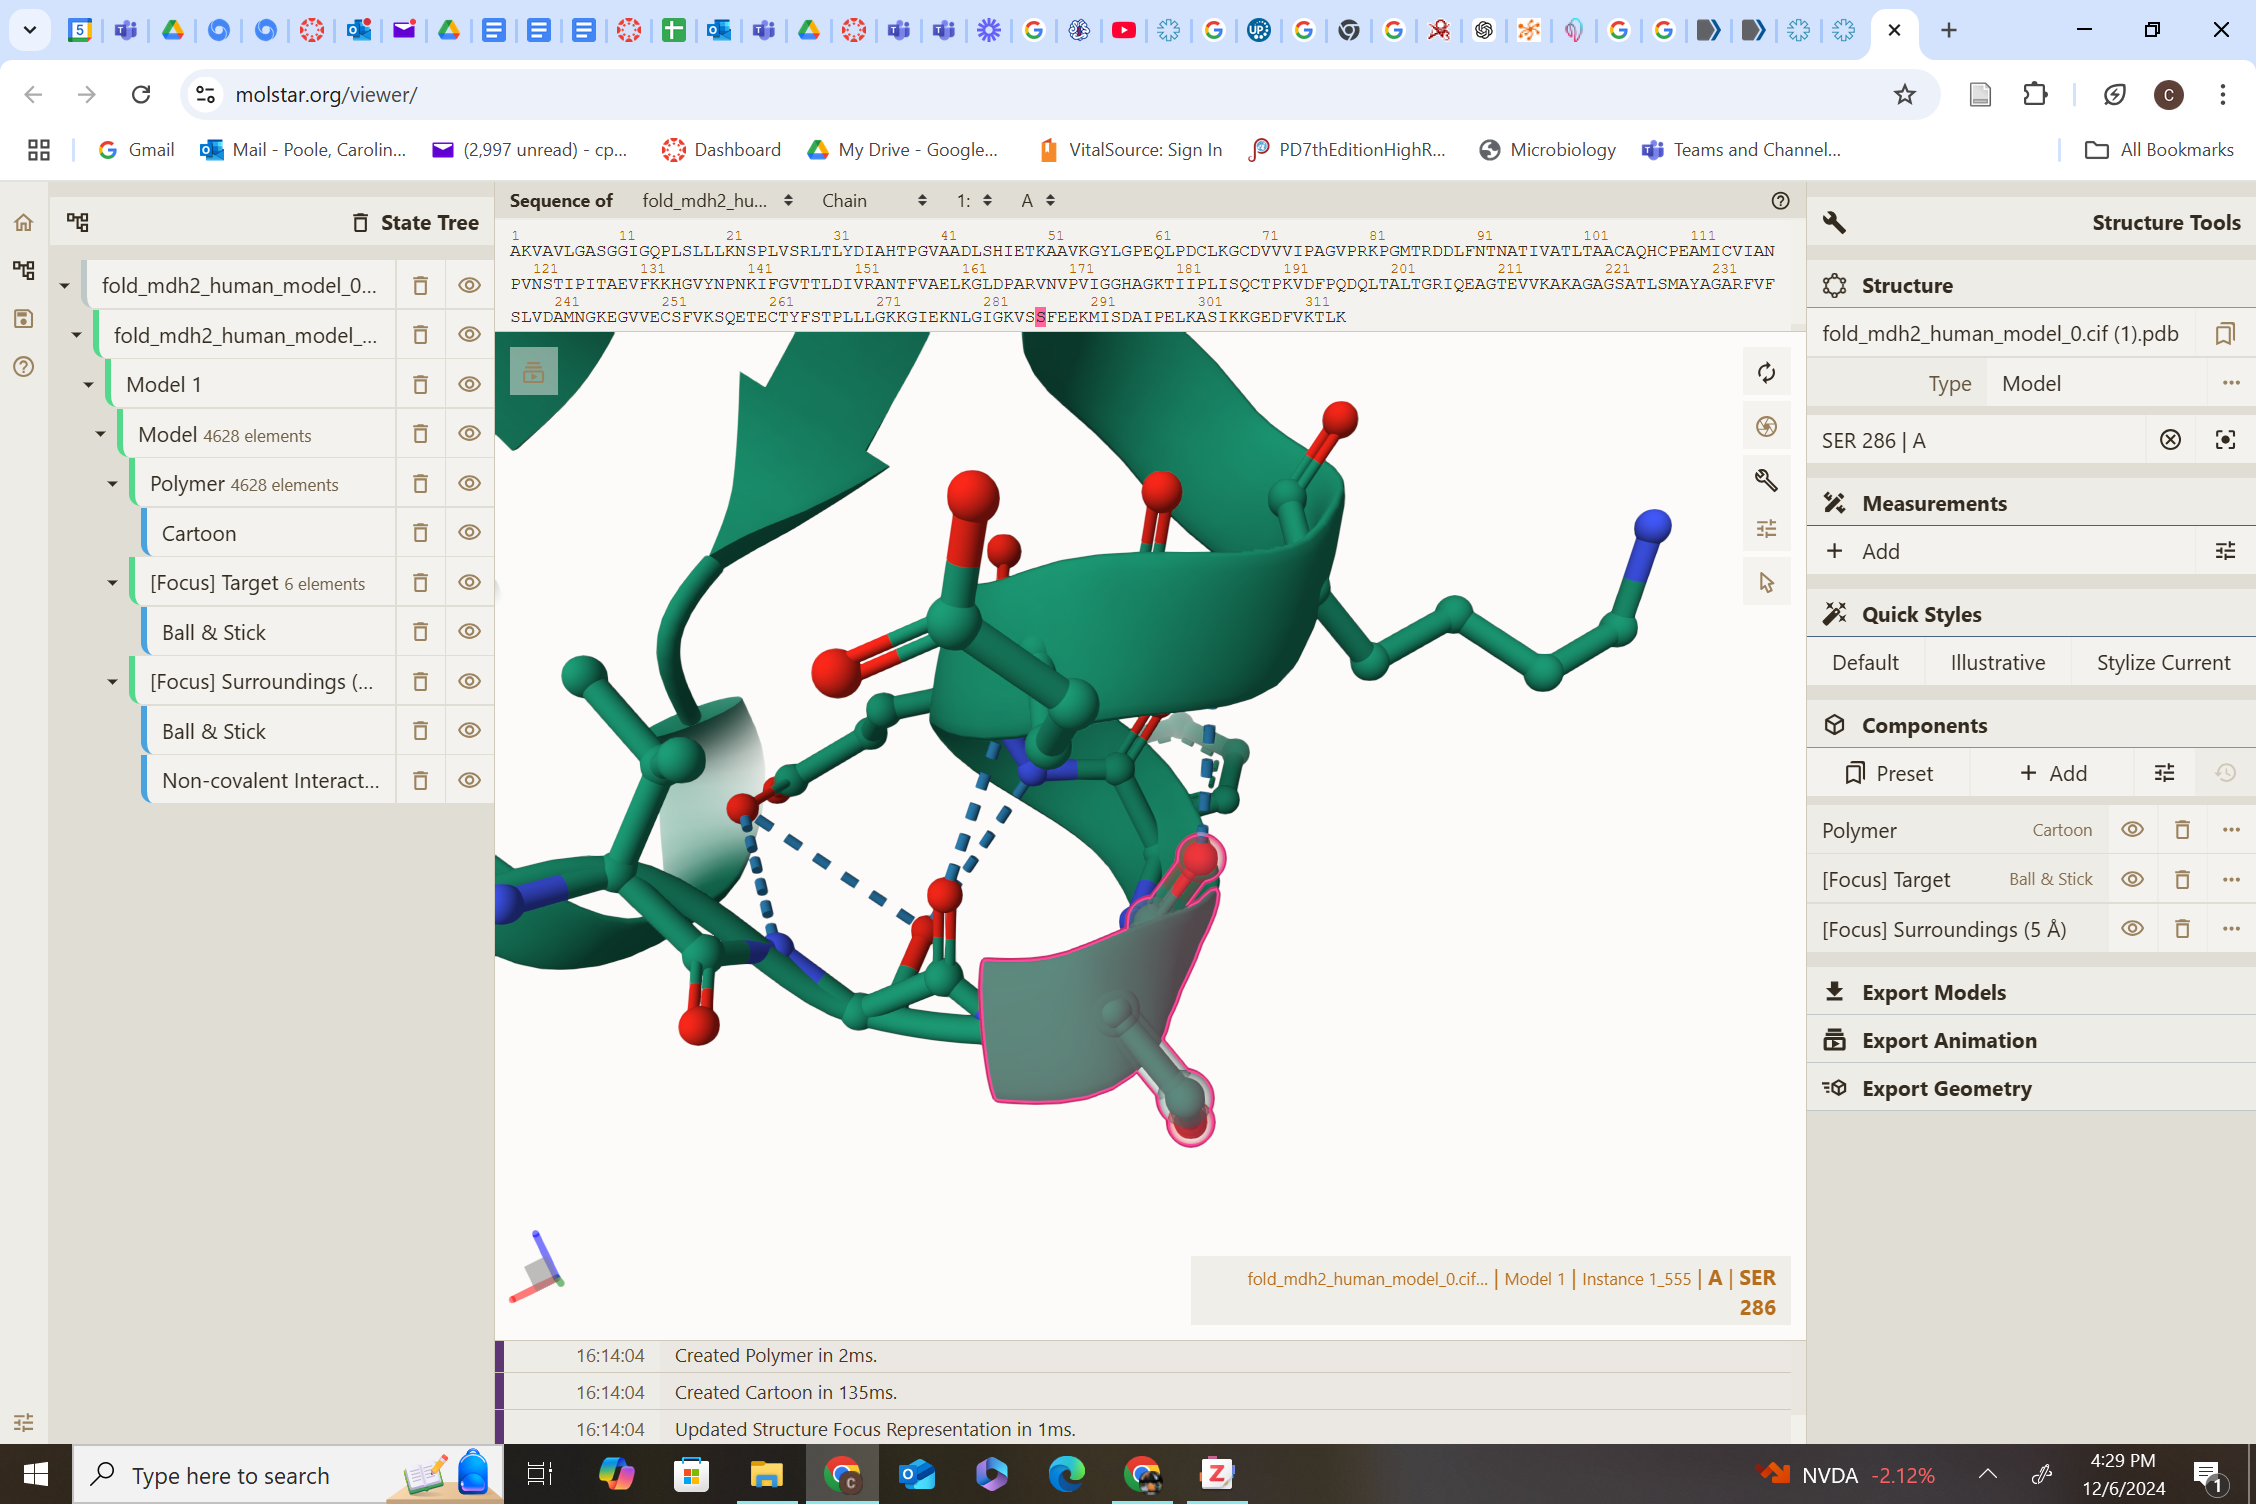 molstar.org/viewer/
Gmail
Mail - Poole, Carolin...
(2,997 unread) - cp...
Dashboard
My Drive - Google...
VitalSource: Sign In
PD7thEditionHighR...
Microbiology
Teams and Channel...
All Bookmarks
State Tree
fold_mdh2_human_model_0...
fold_mdh2_human_model_...
Model 1
Model 4628 elements
Polymer 4628 elements
Cartoon
[Focus] Target 6 elements
Ball & Stick
[Focus] Surroundings (...
Ball & Stick
Non-covalent Interact...
Sequence of fold_mdh2_hu... Chain 1: A
1 11 21 31 41 51 61 71 81 91 101 111
AKVAVLGASGGIGQPLSLLLKNSPLVSRLTLYDIAHTPGVAADLSHIETKAAVKGYLGPEQLPDCLKGCDVVVIPAGVPRKPGMTRDDLFNTNATIVATLTAACAQHCPEAMICVIAN
121 131 141 151 161 171 181 191 201 211 221 231
PVNSTIPITAEVFKKHGVYNPNKIFGVTTLDIVRANTFVAELKGLDPARVNVPVIGGHAGKTIIPLISQCTPKVDFPQDQLTALTGRIQEAGTEVVKAKAGAGSATLSMAYAGARFVF
241 251 261 271 281 291 301 311
SLVDAMNGKEGVVECSFVKSQETECTYFSTPLLLGKKGIEKNLGIGKVSSFEEKMISDAIPELKASIKKGEDFVKTLK
fold_mdh2_human_model_0.cif... | Model 1 | Instance 1_555 | A | SER
286
16:14:04 Created Polymer in 2ms.
16:14:04 Created Cartoon in 135ms.
16:14:04 Updated Structure Focus Representation in 1ms.
Structure Tools
Structure
fold_mdh2_human_model_0.cif (1).pdb
Type Model
SER 286 | A
Measurements
Add
Quick Styles
Default Illustrative Stylize Current
Components
Preset Add
Polymer Cartoon
[Focus] Target Ball & Stick
[Focus] Surroundings (5 Å)
Export Models
Export Animation
Export Geometry
Type here to search
NVDA -2.12%
4:29 PM
12/6/2024
1